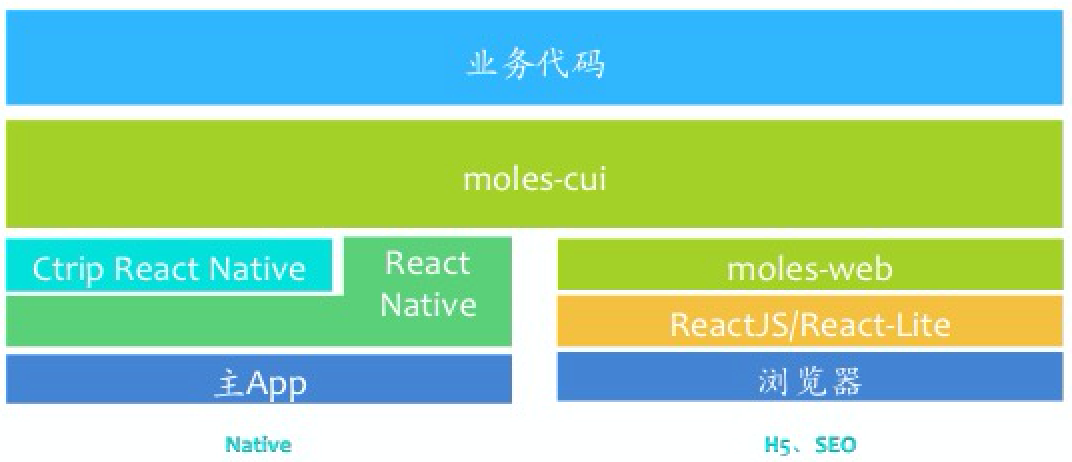 业务代码
moles-cui
Ctrip React Native
React
Native
moles-web
ReactJS/React-Lite
主App
浏览器
Native
H5、SEO